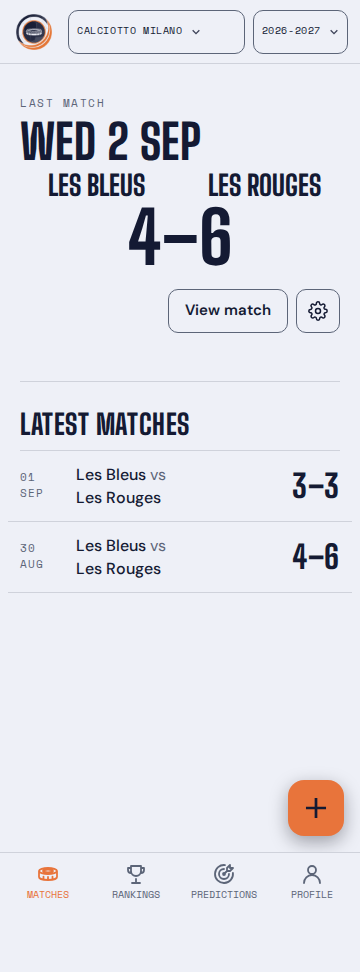 CALCIOTTO MILANO
2026-2027
LAST MATCH
WED 2 SEP
LES BLEUS LES ROUGES
4–6
View match
LATEST MATCHES
01 SEP
Les Bleus vs
Les Rouges
3–3
30 AUG
Les Bleus vs
Les Rouges
4–6
MATCHES
RANKINGS
PREDICTIONS
PROFILE